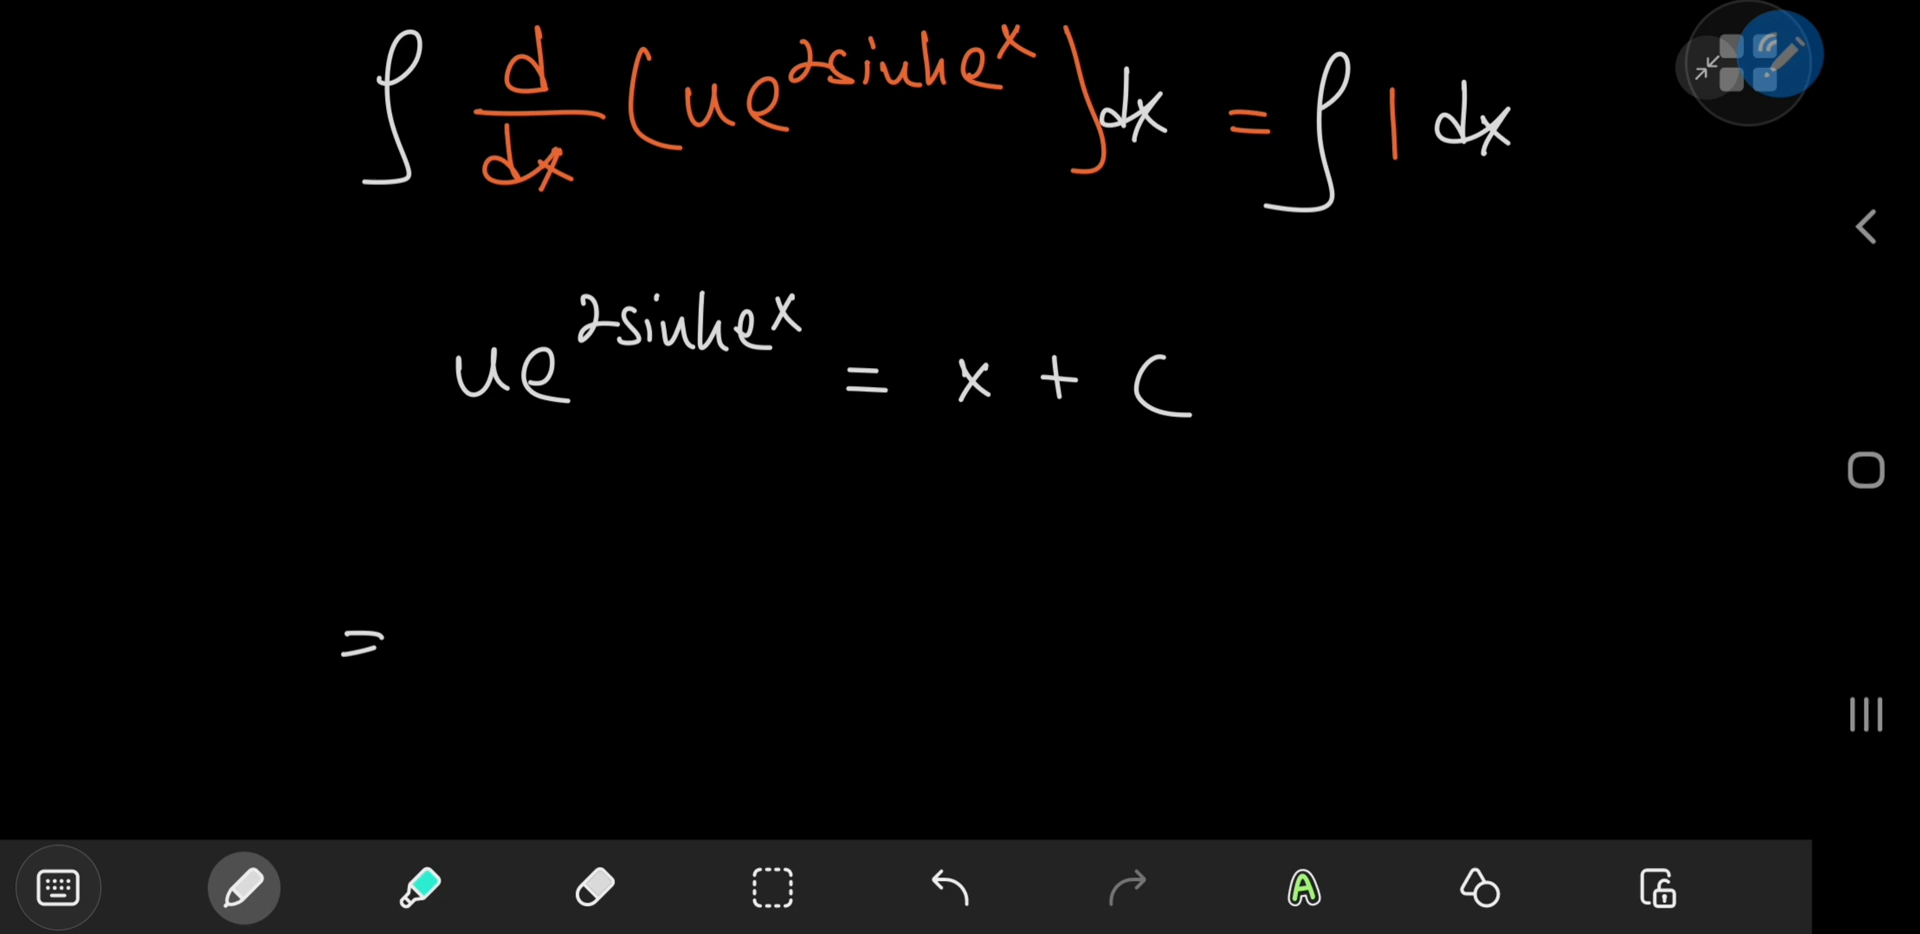 ∫ d/dx (ue^(2sinhe^x)) dx = ∫ 1 dx
ue^(2sinhe^x) = x + C
=
A